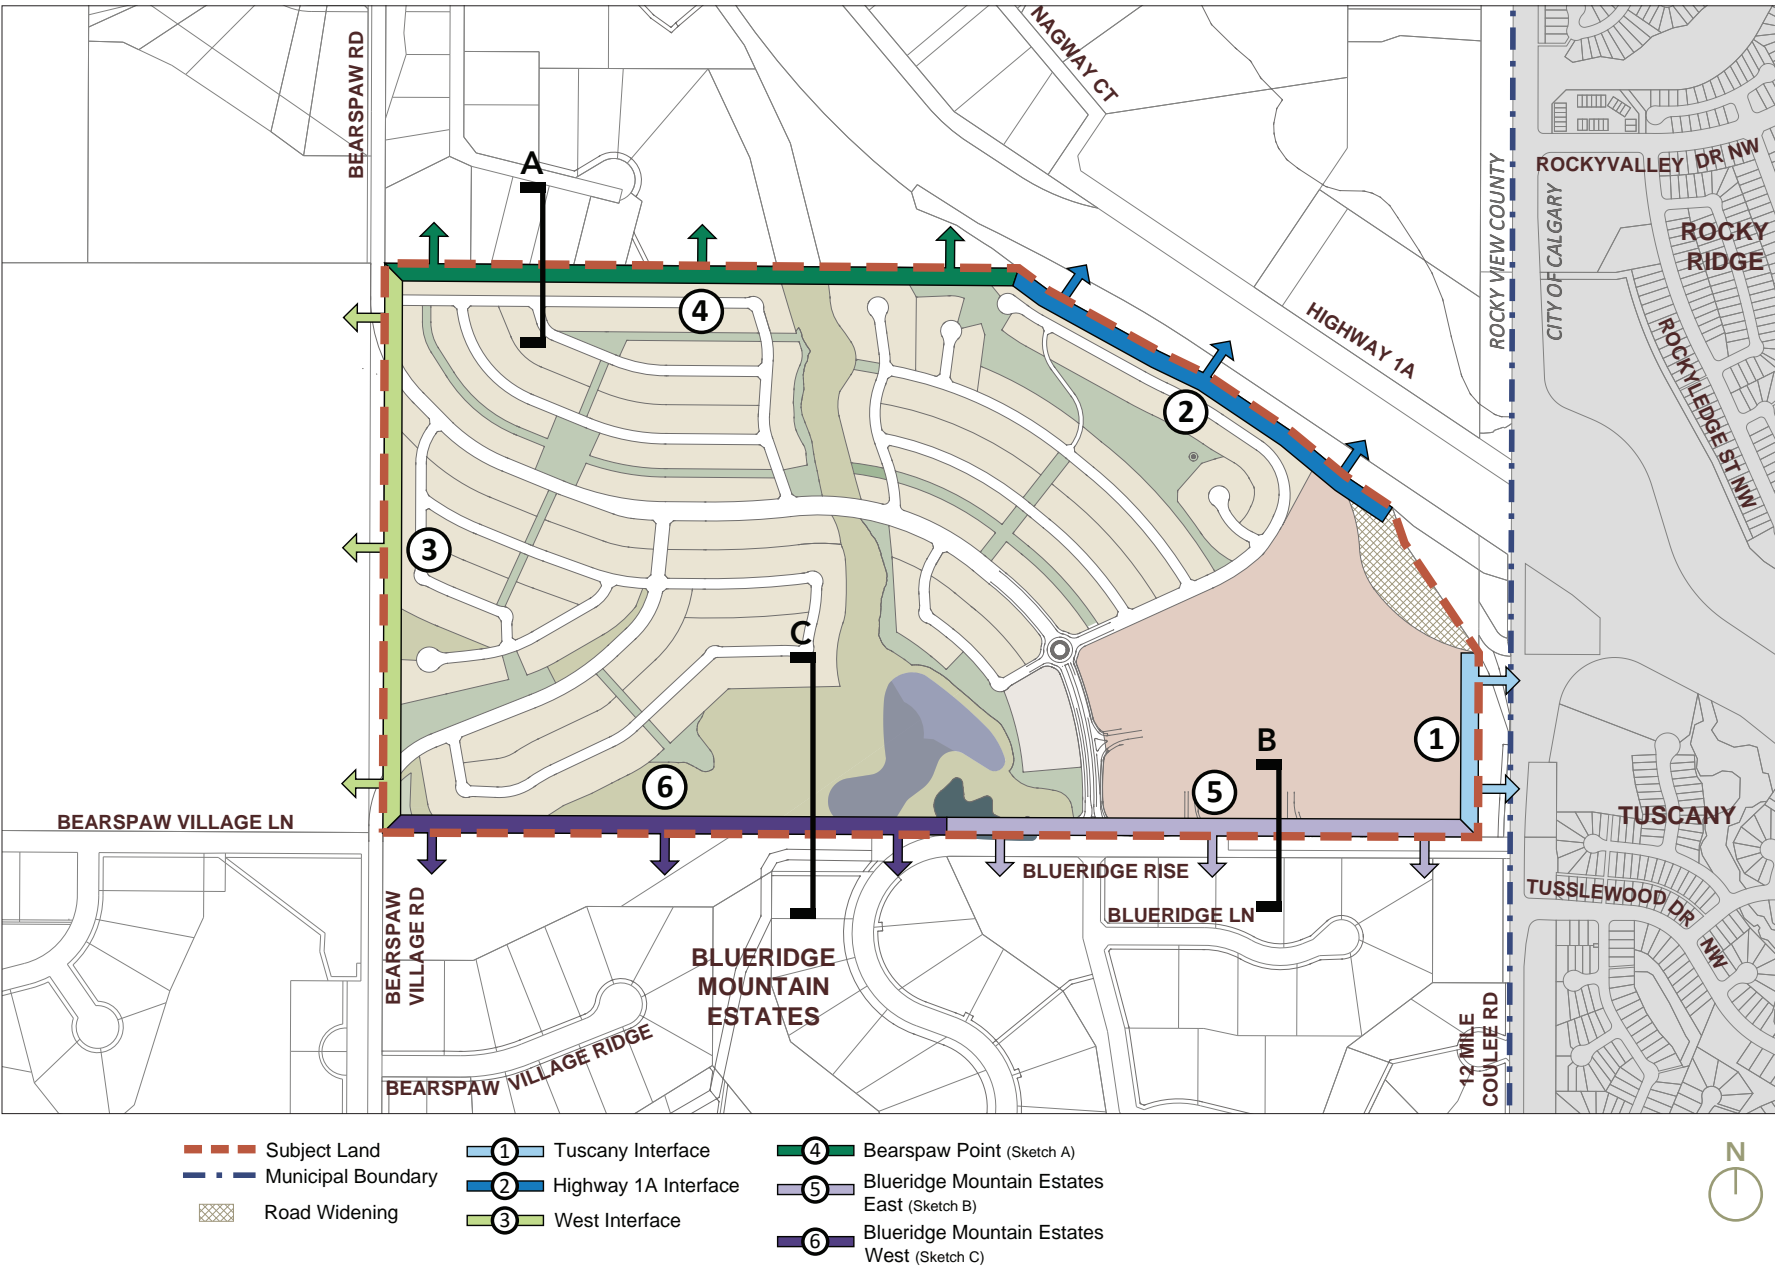 BEARSPAW RD
NAGWAY CT
ROCKYVALLEY DR NW
ROCKY VIEW COUNTY
CITY OF CALGARY
ROCKY
RIDGE
HIGHWAY 1A
ROCKYLEDGE ST NW
A
4
2
3
C
B
1
6
5
BEARSPAW VILLAGE LN
TUSCANY
BLUERIDGE RISE
TUSSLEWOOD DR NW
BLUERIDGE LN
BEARSPAW
VILLAGE RD
BLUERIDGE
MOUNTAIN
ESTATES
12 MILE
COULEE RD
BEARSPAW VILLAGE RIDGE
Subject Land
Municipal Boundary
Road Widening
1 Tuscany Interface
2 Highway 1A Interface
3 West Interface
4 Bearspaw Point (Sketch A)
5 Blueridge Mountain Estates
East (Sketch B)
6 Blueridge Mountain Estates
West (Sketch C)
N